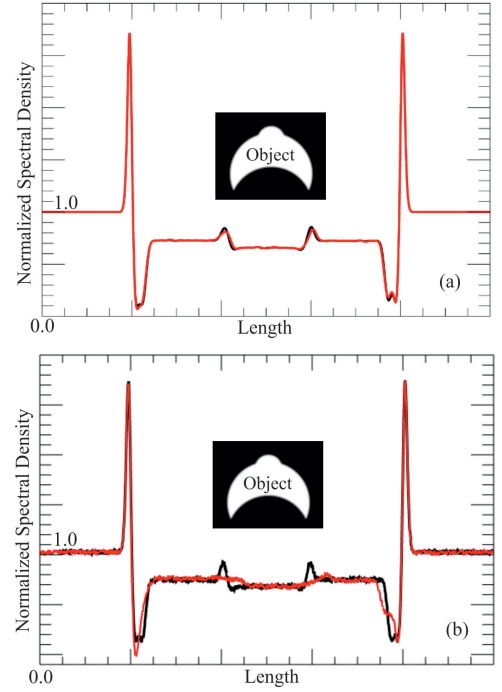 Normalized Spectral Density
1.0
Object
(a)
0.0
Length
Normalized Spectral Density
1.0
Object
(b)
0.0
Length